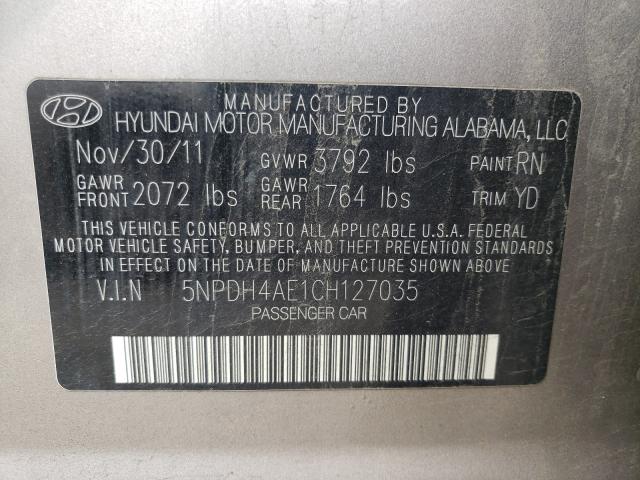 MANUFACTURED BY
HYUNDAI MOTOR MANUFACTURING ALABAMA, LLC
Nov/30/11 GVWR 3792 lbs PAINT RN
GAWR FRONT 2072 lbs GAWR REAR 1764 lbs TRIM YD
THIS VEHICLE CONFORMS TO ALL APPLICABLE U.S.A. FEDERAL
MOTOR VEHICLE SAFETY, BUMPER, AND THEFT PREVENTION STANDARDS
IN EFFECT ON THE DATE OF MANUFACTURE SHOWN ABOVE
V.I.N 5NPDH4AE1CH127035
PASSENGER CAR